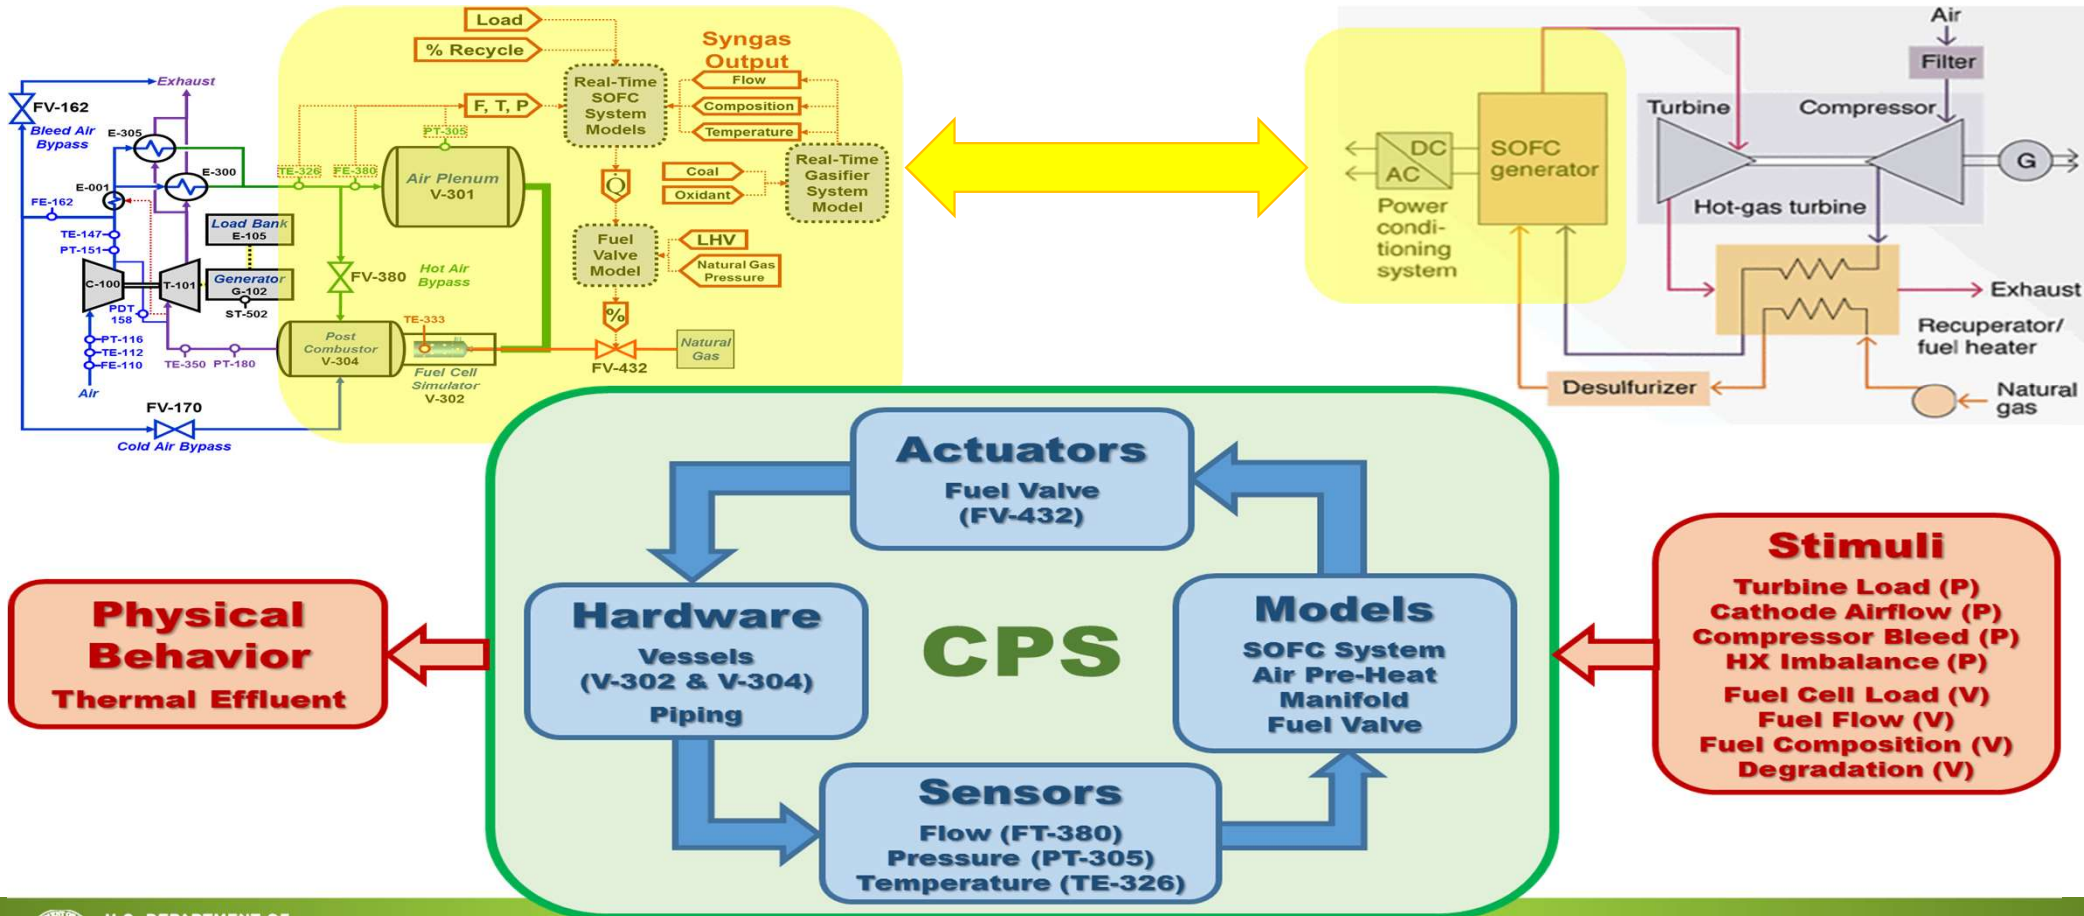 Load
% Recycle
F, T, P
Real-Time
SOFC
System
Models
Syngas
Output
Flow
Composition
Temperature
Real-Time
Gasifier
System
Model
Coal
Oxidant
Q̇
Fuel
Valve
Model
LHV
Natural Gas
Pressure
%
Natural
Gas
FV-432
Exhaust
FV-162
Bleed Air
Bypass
E-305
E-300
E-001
FE-162
TE-147
PT-151
Load Bank
E-105
Generator
G-102
ST-502
C-100
T-101
PDT
158
PT-116
TE-112
FE-110
Air
TE-350
PT-180
FV-170
Cold Air Bypass
TE-326
FE-380
PT-305
Air Plenum
V-301
FV-380
Hot Air
Bypass
Post
Combustor
V-304
TE-333
Fuel Cell
Simulator
V-302
Air
Filter
Turbine
Compressor
DC
AC
SOFC
generator
G
Power
condi-
tioning
system
Hot-gas turbine
Exhaust
Recuperator/
fuel heater
Desulfurizer
Natural
gas
Actuators
Fuel Valve
(FV-432)
Hardware
Vessels
(V-302 & V-304)
Piping
CPS
Models
SOFC System
Air Pre-Heat
Manifold
Fuel Valve
Sensors
Flow (FT-380)
Pressure (PT-305)
Temperature (TE-326)
Physical
Behavior
Thermal Effluent
Stimuli
Turbine Load (P)
Cathode Airflow (P)
Compressor Bleed (P)
HX Imbalance (P)
Fuel Cell Load (V)
Fuel Flow (V)
Fuel Composition (V)
Degradation (V)
U.S. DEPARTMENT OF